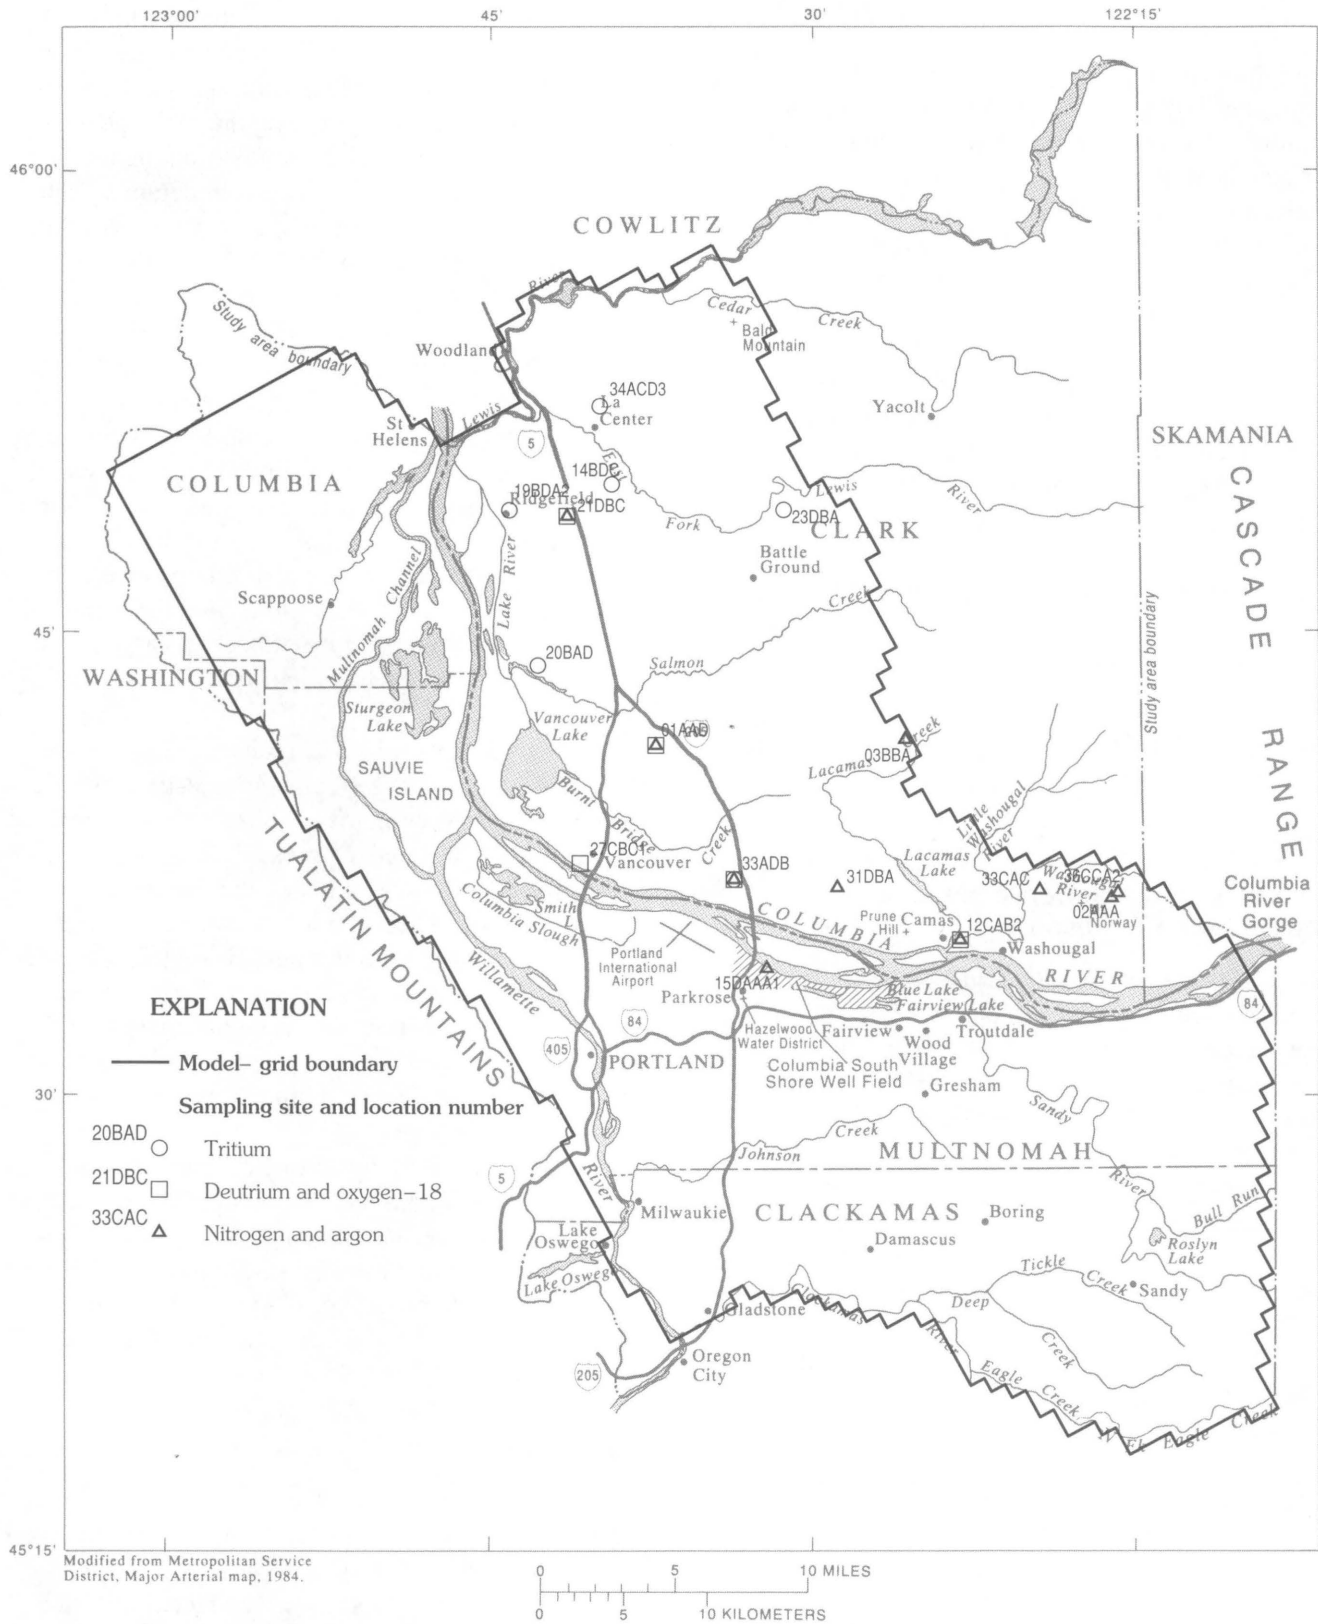 123°00'
45'
30'
122°15'
46°00'
COWLITZ
River
Cedar
Creek
Bald
Mountain
Study area boundary
Woodland
34ACD3
La
Center
Yacolt
St
Helens
Lewis
5
SKAMANIA
COLUMBIA
14BDC
East
Lewis
River
19BDA2
Ridgefield
21DBC
Fork
23DBA
CLARK
CASCADE
RANGE
Battle
Ground
Scappoose
Multnomah Channel
Lake River
Creek
Study area boundary
45'
20BAD
Salmon
WASHINGTON
Sturgeon
Lake
Vancouver
Lake
01AAD
03BBA
Creek
Lacamas
SAUVIE
ISLAND
Burnt
Bridge
Creek
Little
Washougal
River
TUALATIN MOUNTAINS
27CBC1
Vancouver
33ADB
31DBA
Lacamas
Lake
33CAC
36CCA2
Washougal
River
02AAA
Norway
Columbia
River
Gorge
Smith
L
Columbia Slough
COLUMBIA
Prune
Hill
Camas
12CAB2
Washougal
Portland
International
Airport
RIVER
Willamette
15DAAA1
Parkrose
Blue Lake
Fairview Lake
84
EXPLANATION
84
Hazelwood
Water District
Fairview
Wood
Village
Troutdale
405
PORTLAND
Columbia South
Shore Well Field
Model– grid boundary
Gresham
30'
Sampling site and location number
Sandy
20BAD
Tritium
Creek
Johnson
MULTNOMAH
21DBC
Deutrium and oxygen–18
5
River
River
33CAC
Nitrogen and argon
Milwaukie
CLACKAMAS
Boring
Bull Run
Lake
Oswego
Damascus
Roslyn
Lake
Lake Oswego
Tickle
Creek
Sandy
Gladstone
Clackamas
River
Deep
Creek
205
Oregon
City
Eagle
Creek
N Fk Eagle Creek
45°15'
Modified from Metropolitan Service
District, Major Arterial map, 1984.
0 5 10 MILES
0 5 10 KILOMETERS